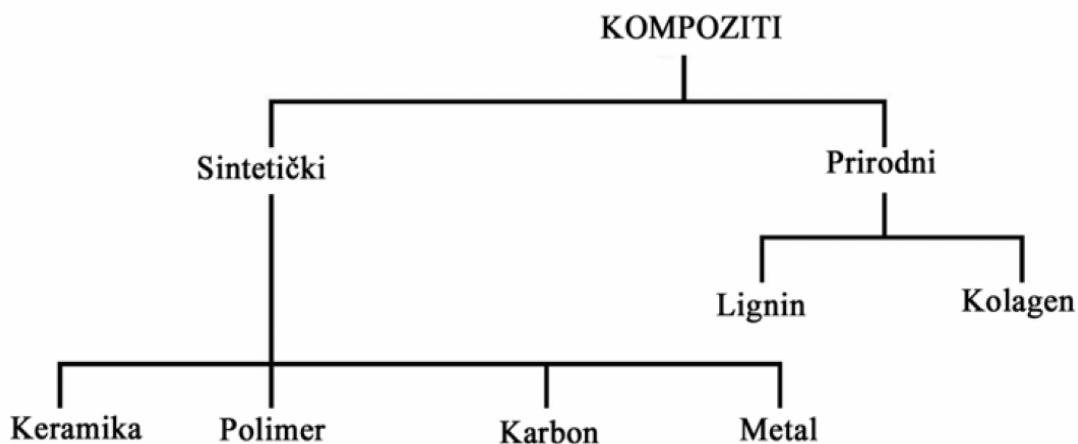 KOMPOZITI
Sintetički
Prirodni
Lignin
Kolagen
Keramika
Polimer
Karbon
Metal